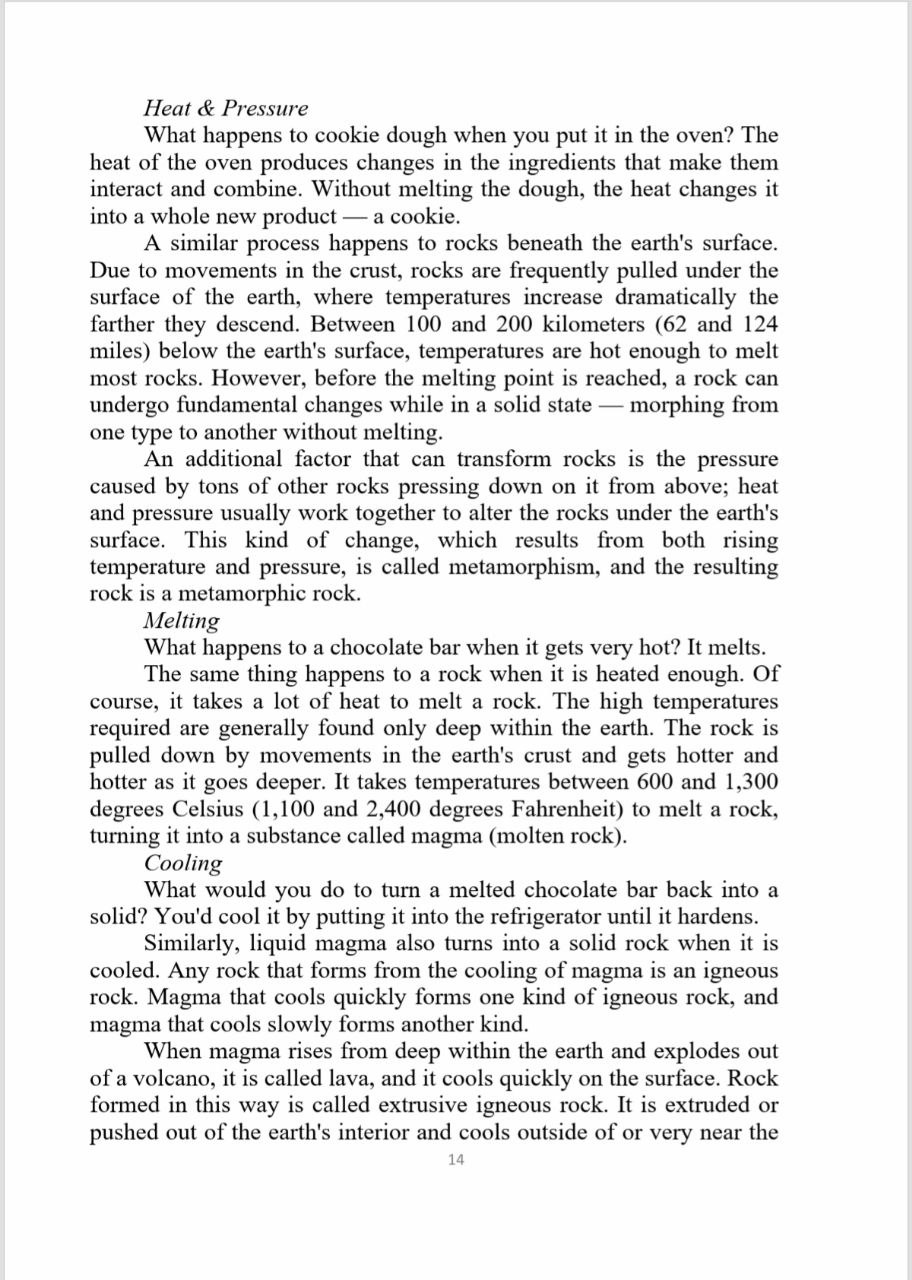 Heat & Pressure
What happens to cookie dough when you put it in the oven? The
heat of the oven produces changes in the ingredients that make them
interact and combine. Without melting the dough, the heat changes it
into a whole new product — a cookie.
A similar process happens to rocks beneath the earth's surface.
Due to movements in the crust, rocks are frequently pulled under the
surface of the earth, where temperatures increase dramatically the
farther they descend. Between 100 and 200 kilometers (62 and 124
miles) below the earth's surface, temperatures are hot enough to melt
most rocks. However, before the melting point is reached, a rock can
undergo fundamental changes while in a solid state — morphing from
one type to another without melting.
An additional factor that can transform rocks is the pressure
caused by tons of other rocks pressing down on it from above; heat
and pressure usually work together to alter the rocks under the earth's
surface. This kind of change, which results from both rising
temperature and pressure, is called metamorphism, and the resulting
rock is a metamorphic rock.
Melting
What happens to a chocolate bar when it gets very hot? It melts.
The same thing happens to a rock when it is heated enough. Of
course, it takes a lot of heat to melt a rock. The high temperatures
required are generally found only deep within the earth. The rock is
pulled down by movements in the earth's crust and gets hotter and
hotter as it goes deeper. It takes temperatures between 600 and 1,300
degrees Celsius (1,100 and 2,400 degrees Fahrenheit) to melt a rock,
turning it into a substance called magma (molten rock).
Cooling
What would you do to turn a melted chocolate bar back into a
solid? You'd cool it by putting it into the refrigerator until it hardens.
Similarly, liquid magma also turns into a solid rock when it is
cooled. Any rock that forms from the cooling of magma is an igneous
rock. Magma that cools quickly forms one kind of igneous rock, and
magma that cools slowly forms another kind.
When magma rises from deep within the earth and explodes out
of a volcano, it is called lava, and it cools quickly on the surface. Rock
formed in this way is called extrusive igneous rock. It is extruded or
pushed out of the earth's interior and cools outside of or very near the
14